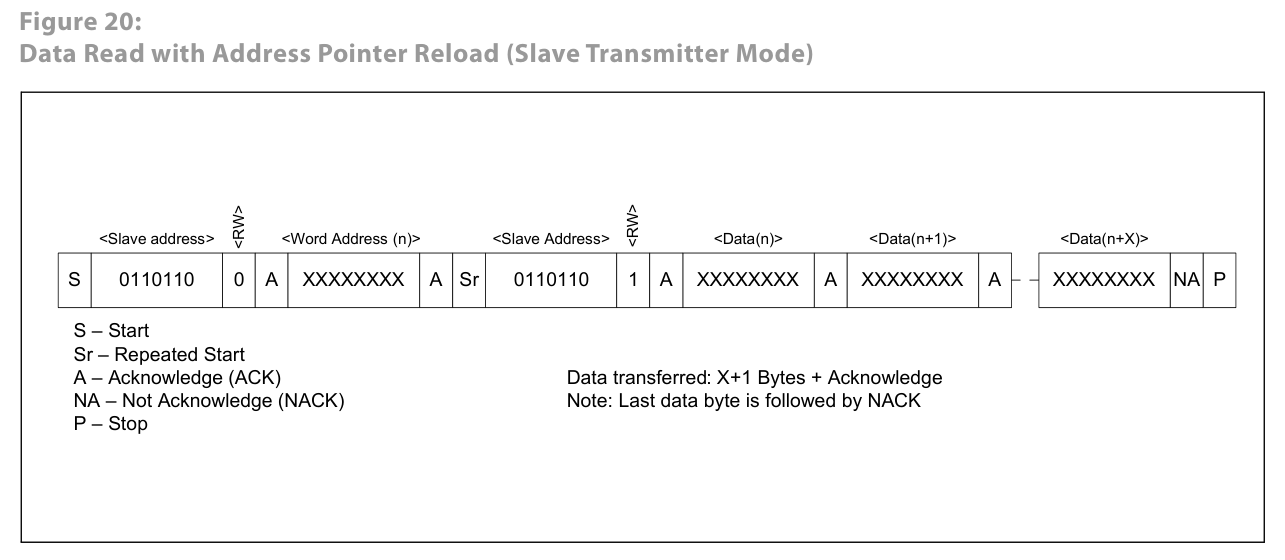 Figure 20:
Data Read with Address Pointer Reload (Slave Transmitter Mode)
<Slave address> <RW> <Word Address (n)> <Slave Address> <RW> <Data(n)> <Data(n+1)> <Data(n+X)>
S 0110110 0 A XXXXXXXX A Sr 0110110 1 A XXXXXXXX A XXXXXXXX A XXXXXXXX NA P
S – Start
Sr – Repeated Start
A – Acknowledge (ACK)
NA – Not Acknowledge (NACK)
P – Stop
Data transferred: X+1 Bytes + Acknowledge
Note: Last data byte is followed by NACK